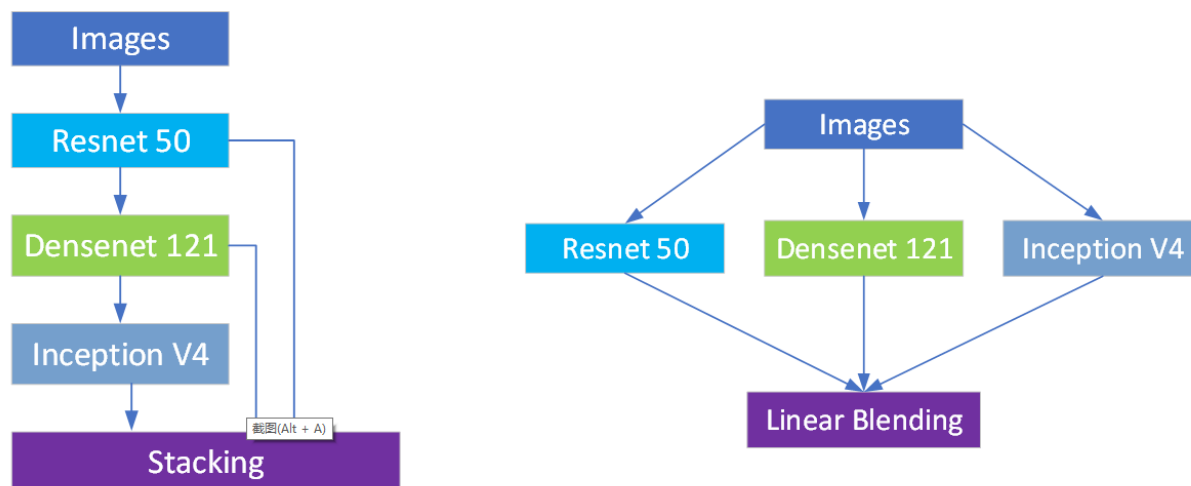 Images
Resnet 50
Densenet 121
Inception V4
截图(Alt + A)
Stacking
Images
Resnet 50
Densenet 121
Inception V4
Linear Blending